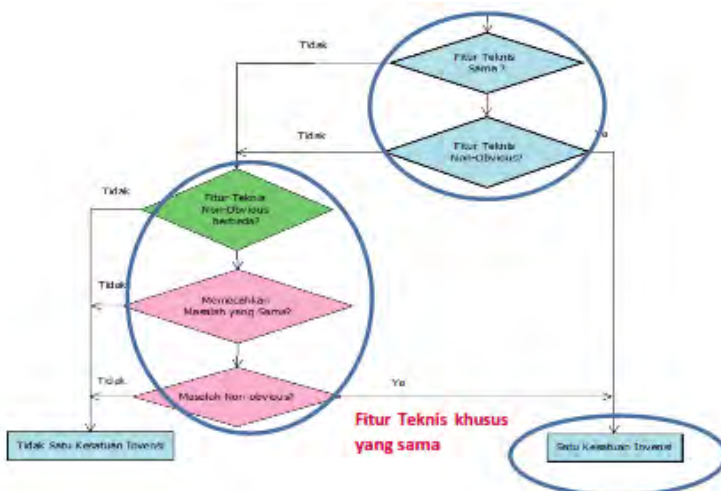 Tidak
Fitur Teknis
Sama ?
Tidak
Fitur Teknis
Non-Obvious?
Ya
Tidak
Fitur Teknis
Non-Obvious
berbeda?
Tidak
Memecahkan
Masalah yang Sama?
Tidak
Masalah Non-obvious?
Ya
Fitur Teknis khusus
yang sama
Tidak Satu Kesatuan Invensi
Satu Kesatuan Invensi